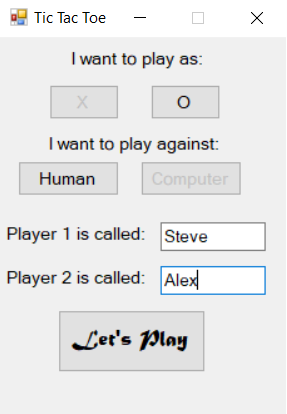 Tic Tac Toe
I want to play as:
X O
I want to play against:
Human Computer
Player 1 is called: Steve
Player 2 is called: Alex
Let's Play